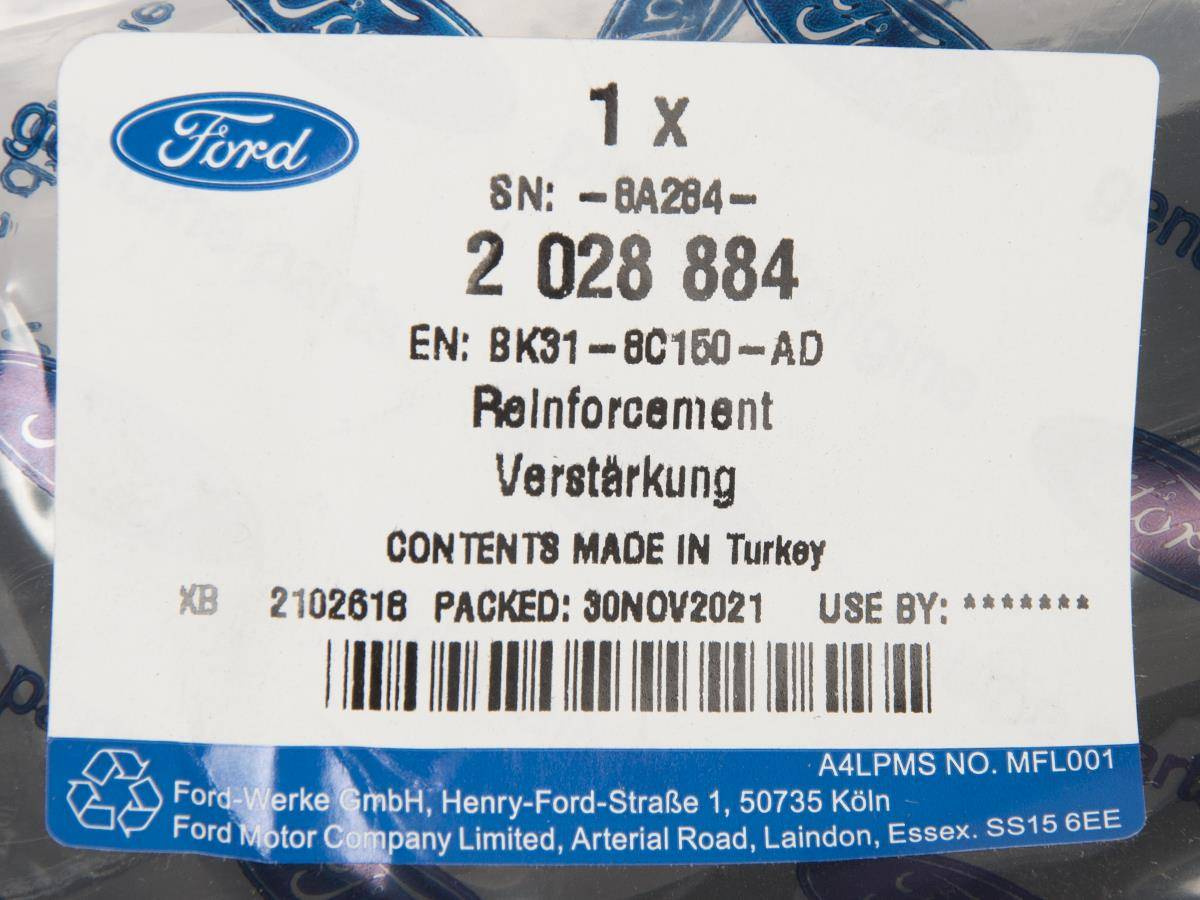 Ford
1 x
SN: -8A284-
2 028 884
EN: BK31-8C150-AD
Reinforcement
Verstärkung
CONTENTS MADE IN Turkey
XB 2102618 PACKED: 30NOV2021 USE BY: *******
A4LPMS NO. MFL001
Ford-Werke GmbH, Henry-Ford-Straße 1, 50735 Köln
Ford Motor Company Limited, Arterial Road, Laindon, Essex. SS15 6EE